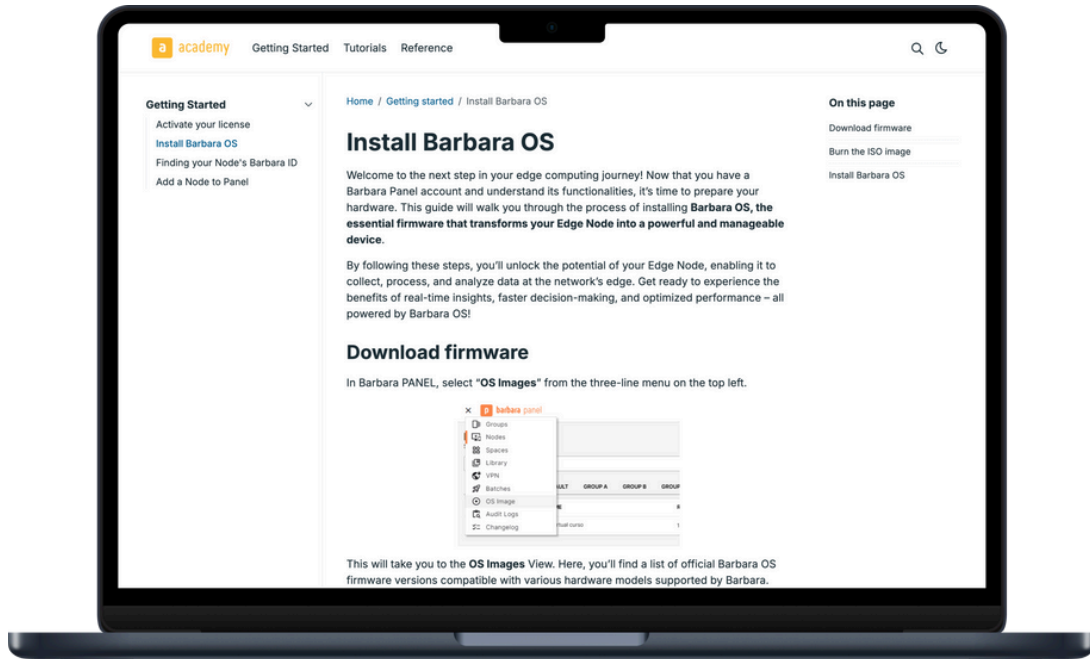 a academy Getting Started Tutorials Reference
Getting Started
Activate your license
Install Barbara OS
Finding your Node's Barbara ID
Add a Node to Panel
Home / Getting started / Install Barbara OS
Install Barbara OS
Welcome to the next step in your edge computing journey! Now that you have a
Barbara Panel account and understand its functionalities, it's time to prepare your
hardware. This guide will walk you through the process of installing Barbara OS, the
essential firmware that transforms your Edge Node into a powerful and manageable
device.
By following these steps, you'll unlock the potential of your Edge Node, enabling it to
collect, process, and analyze data at the network's edge. Get ready to experience the
benefits of real-time insights, faster decision-making, and optimized performance – all
powered by Barbara OS!
Download firmware
In Barbara PANEL, select "OS Images" from the three-line menu on the top left.
p barbara panel
Groups
Nodes
Spaces
Library
VPN
Batches
OS Image
Audit Logs
Changelog
GROUP A GROUP B
This will take you to the OS Images View. Here, you'll find a list of official Barbara OS
firmware versions compatible with various hardware models supported by Barbara.
On this page
Download firmware
Burn the ISO image
Install Barbara OS